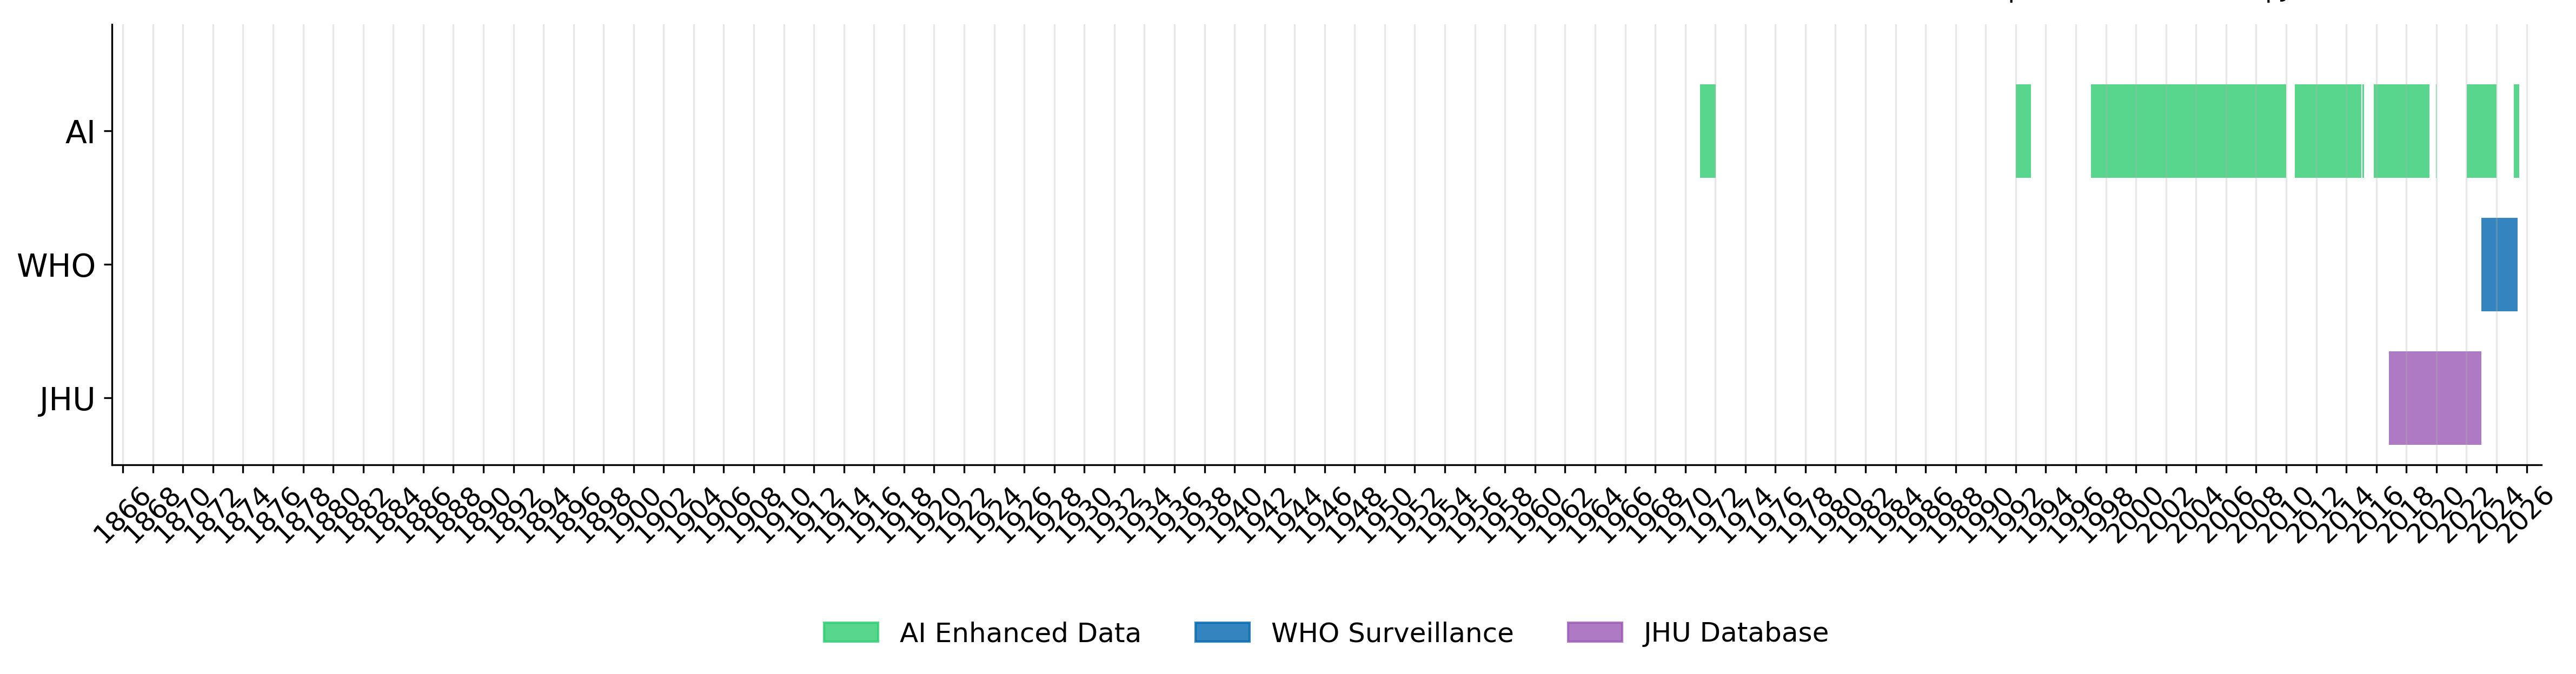 AI
WHO
JHU
1866 1868 1870 1872 1874 1876 1878 1880 1882 1884 1886 1888 1890 1892 1894 1896 1898 1900 1902 1904 1906 1908 1910 1912 1914 1916 1918 1920 1922 1924 1926 1928 1930 1932 1934 1936 1938 1940 1942 1944 1946 1948 1950 1952 1954 1956 1958 1960 1962 1964 1966 1968 1970 1972 1974 1976 1978 1980 1982 1984 1986 1988 1990 1992 1994 1996 1998 2000 2002 2004 2006 2008 2010 2012 2014 2016 2018 2020 2022 2024 2026
AI Enhanced Data WHO Surveillance JHU Database